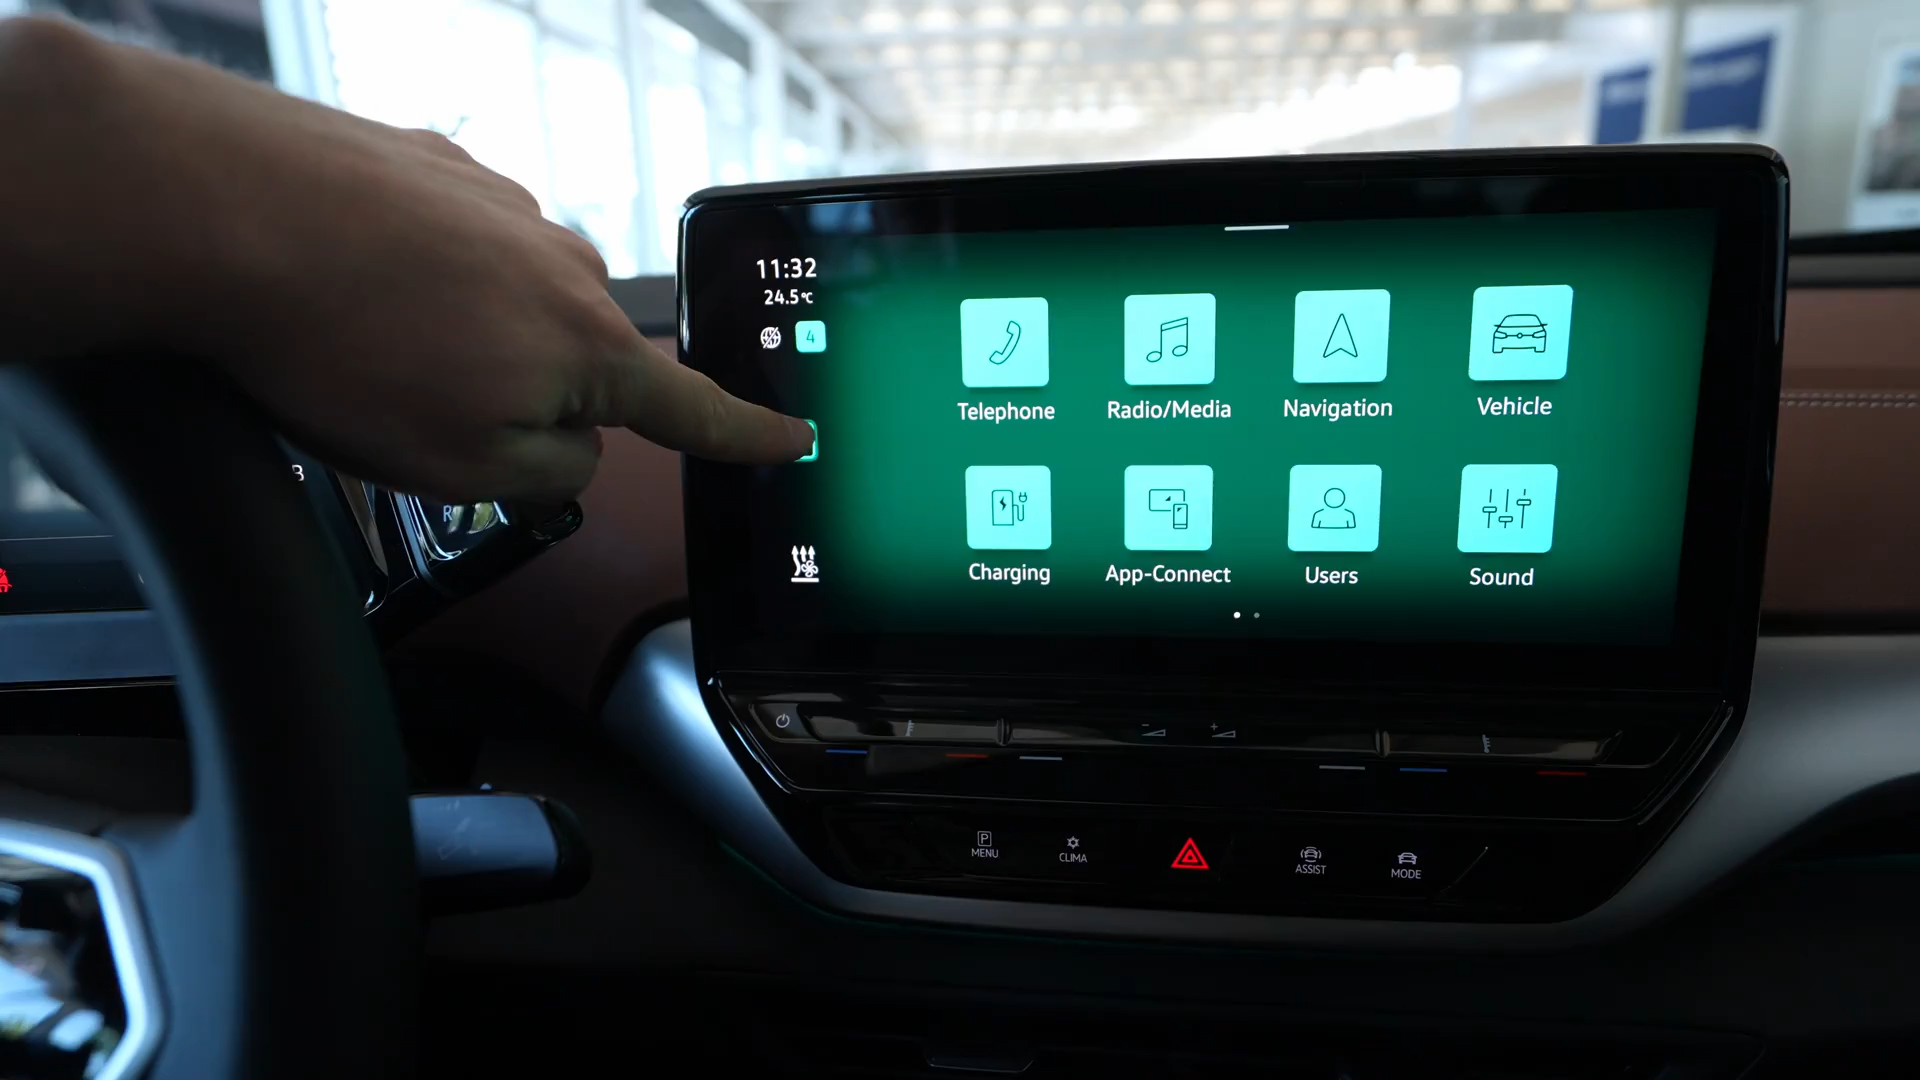 11:32
24.5°C
4
Telephone
Radio/Media
Navigation
Vehicle
Charging
App-Connect
Users
Sound
B
R
P
MENU
CLIMA
ASSIST
MODE